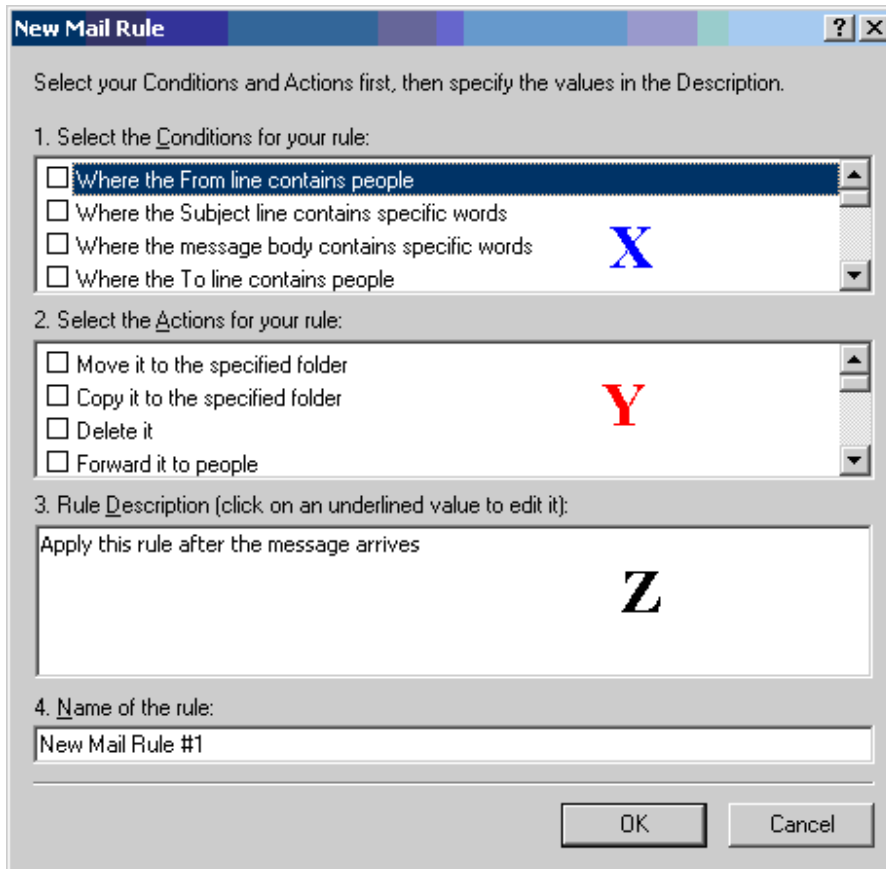 New Mail Rule
Select your Conditions and Actions first, then specify the values in the Description.
1. Select the Conditions for your rule:
Where the From line contains people
Where the Subject line contains specific words
Where the message body contains specific words
Where the To line contains people
X
2. Select the Actions for your rule:
Move it to the specified folder
Copy it to the specified folder
Delete it
Forward it to people
Y
3. Rule Description (click on an underlined value to edit it):
Apply this rule after the message arrives
Z
4. Name of the rule:
New Mail Rule #1
OK Cancel